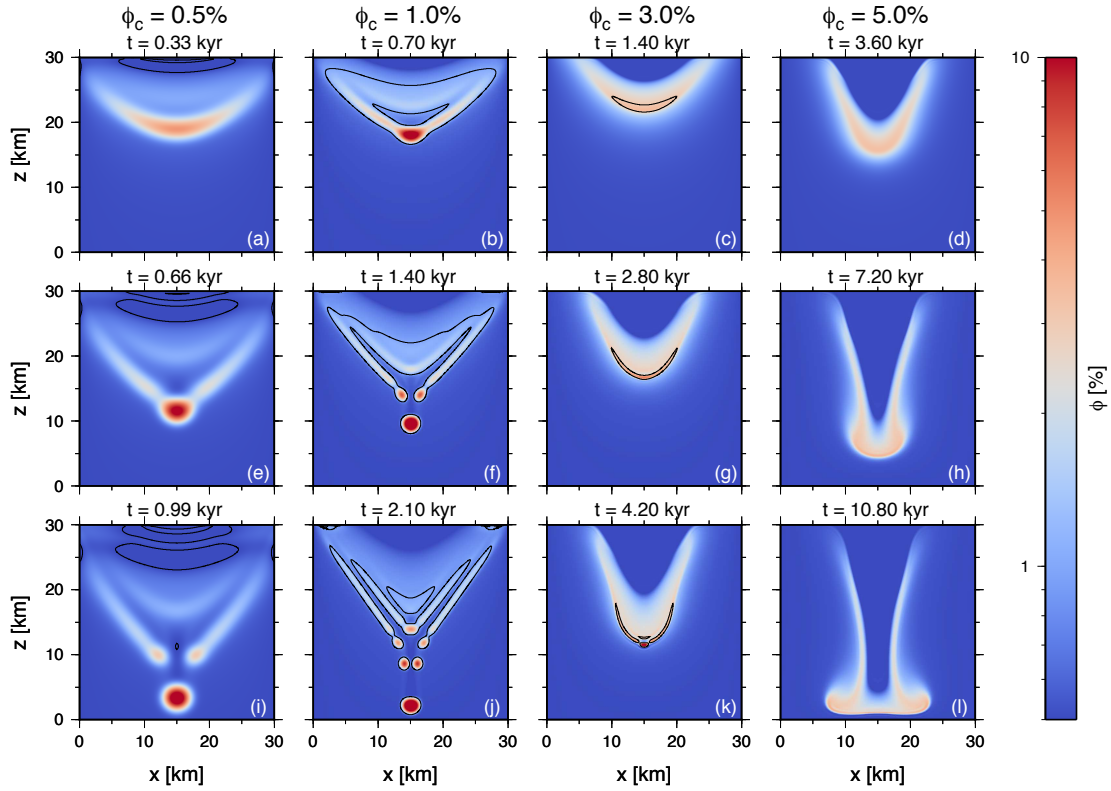 ϕc = 0.5% ϕc = 1.0% ϕc = 3.0% ϕc = 5.0%
t = 0.33 kyr t = 0.70 kyr t = 1.40 kyr t = 3.60 kyr
30
20
10
0
z [km]
(a) (b) (c) (d)
t = 0.66 kyr t = 1.40 kyr t = 2.80 kyr t = 7.20 kyr
30
20
10
0
z [km]
(e) (f) (g) (h)
t = 0.99 kyr t = 2.10 kyr t = 4.20 kyr t = 10.80 kyr
30
20
10
0
z [km]
(i) (j) (k) (l)
0 10 20 30 0 10 20 30 0 10 20 30 0 10 20 30
x [km] x [km] x [km] x [km]
10
1
ϕ [%]